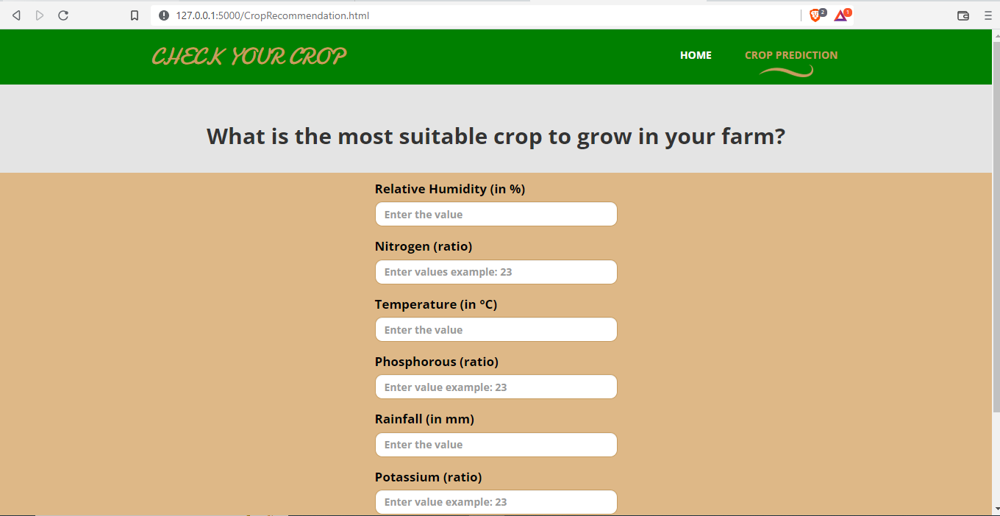 127.0.0.1:5000/CropRecommendation.html
2
1
CHECK YOUR CROP
HOME
CROP PREDICTION
What is the most suitable crop to grow in your farm?
Relative Humidity (in %)
Enter the value
Nitrogen (ratio)
Enter values example: 23
Temperature (in °C)
Enter the value
Phosphorous (ratio)
Enter value example: 23
Rainfall (in mm)
Enter the value
Potassium (ratio)
Enter value example: 23